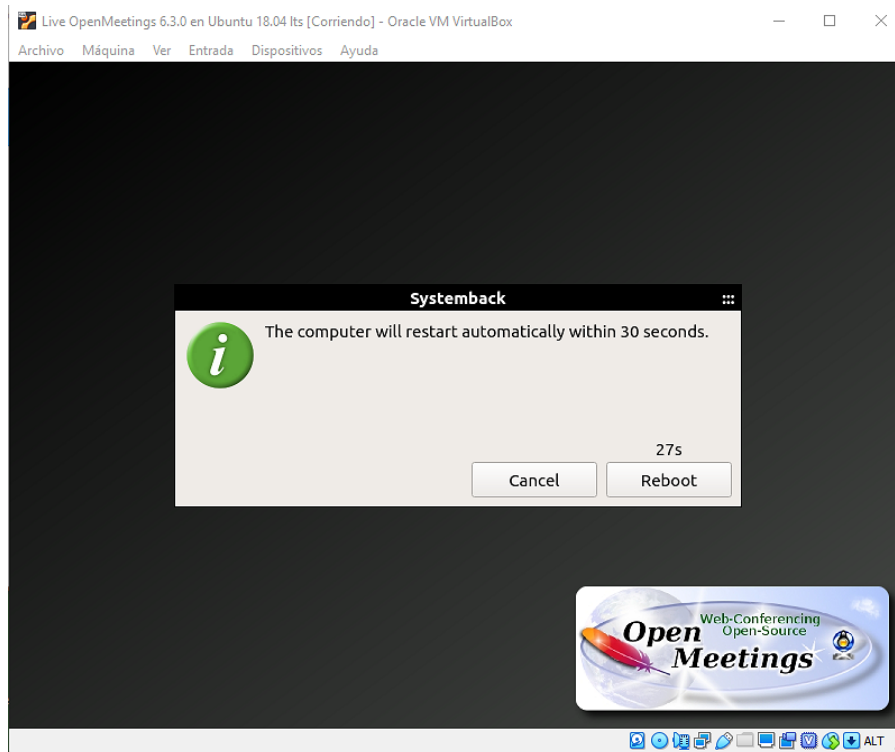 Live OpenMeetings 6.3.0 en Ubuntu 18.04 lts [Corriendo] - Oracle VM VirtualBox
Archivo Máquina Ver Entrada Dispositivos Ayuda
Systemback
The computer will restart automatically within 30 seconds.
27s
Cancel Reboot
Web-Conferencing
Open-Source
Open
Meetings
ALT